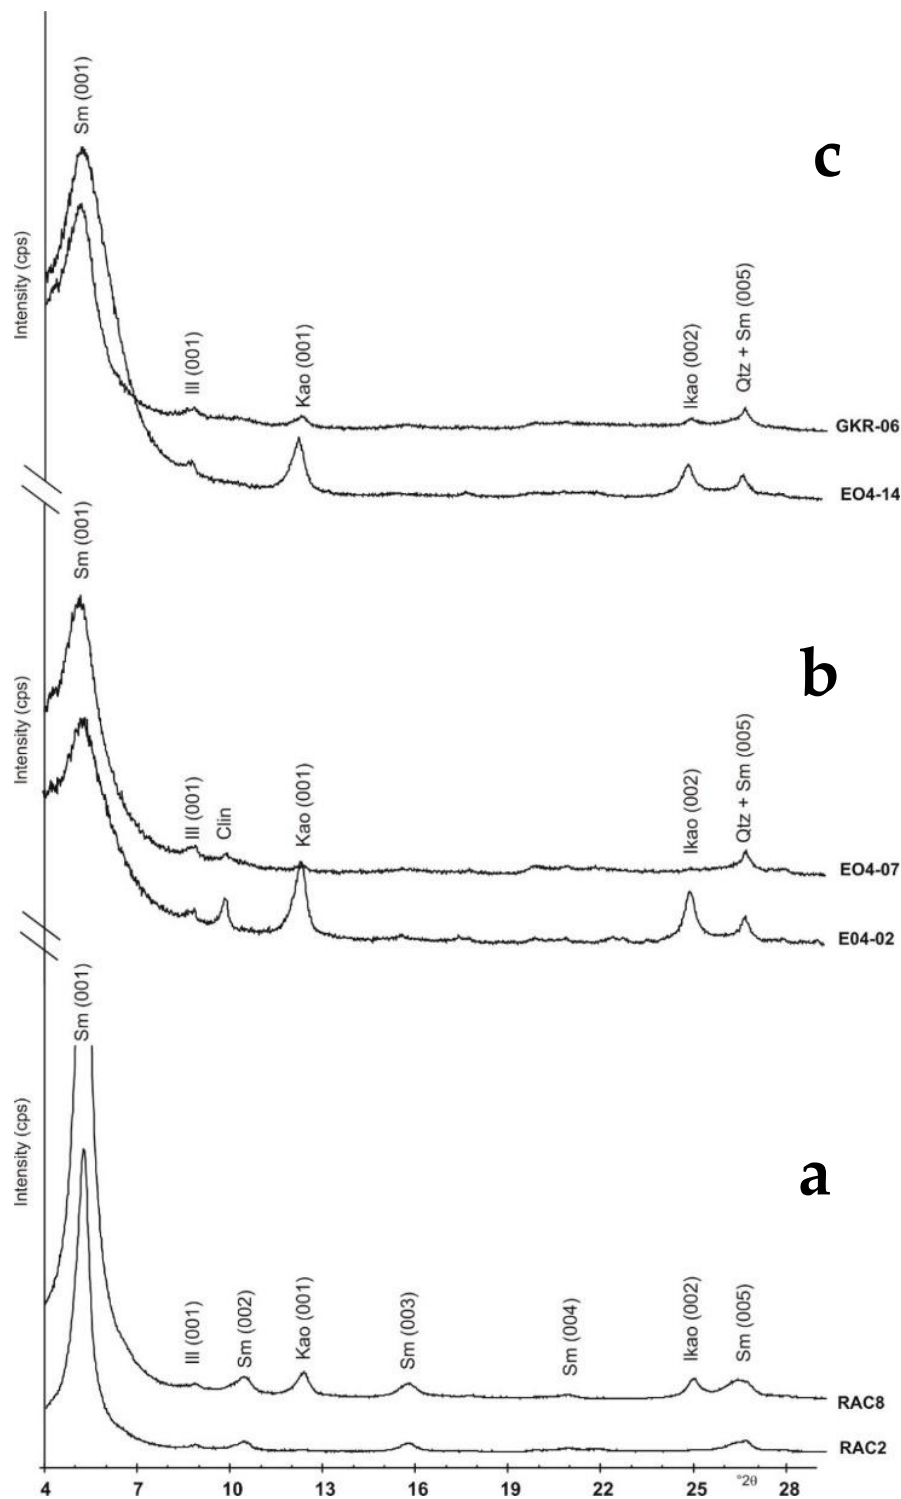 c
Intensity (cps)
Sm (001)
Ill (001)
Kao (001)
Ikao (002)
Qtz + Sm (005)
GKR-06
EO4-14
b
Intensity (cps)
Sm (001)
Ill (001)
Clin
Kao (001)
Ikao (002)
Qtz + Sm (005)
EO4-07
E04-02
a
Intensity (cps)
Sm (001)
Ill (001)
Sm (002)
Kao (001)
Sm (003)
Sm (004)
Ikao (002)
Sm (005)
RAC8
RAC2
4 7 10 13 16 19 22 25 °2θ 28